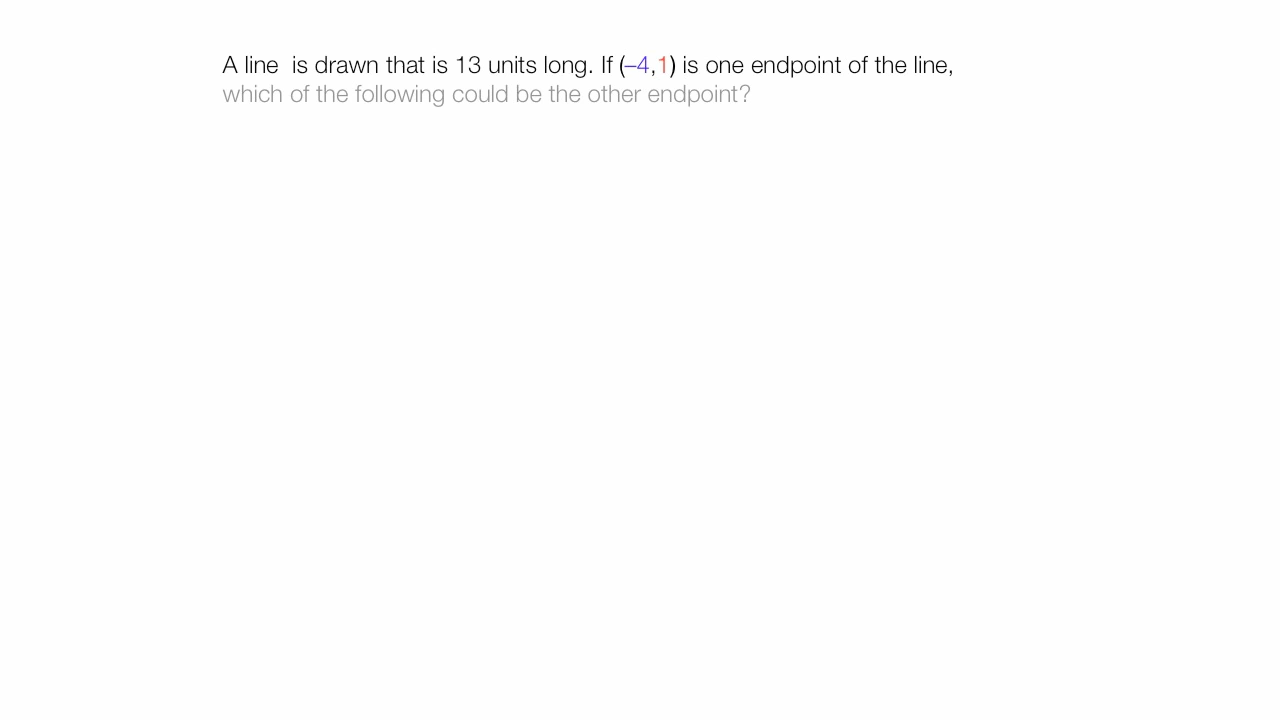 A line is drawn that is 13 units long. If (–4,1) is one endpoint of the line,
which of the following could be the other endpoint?